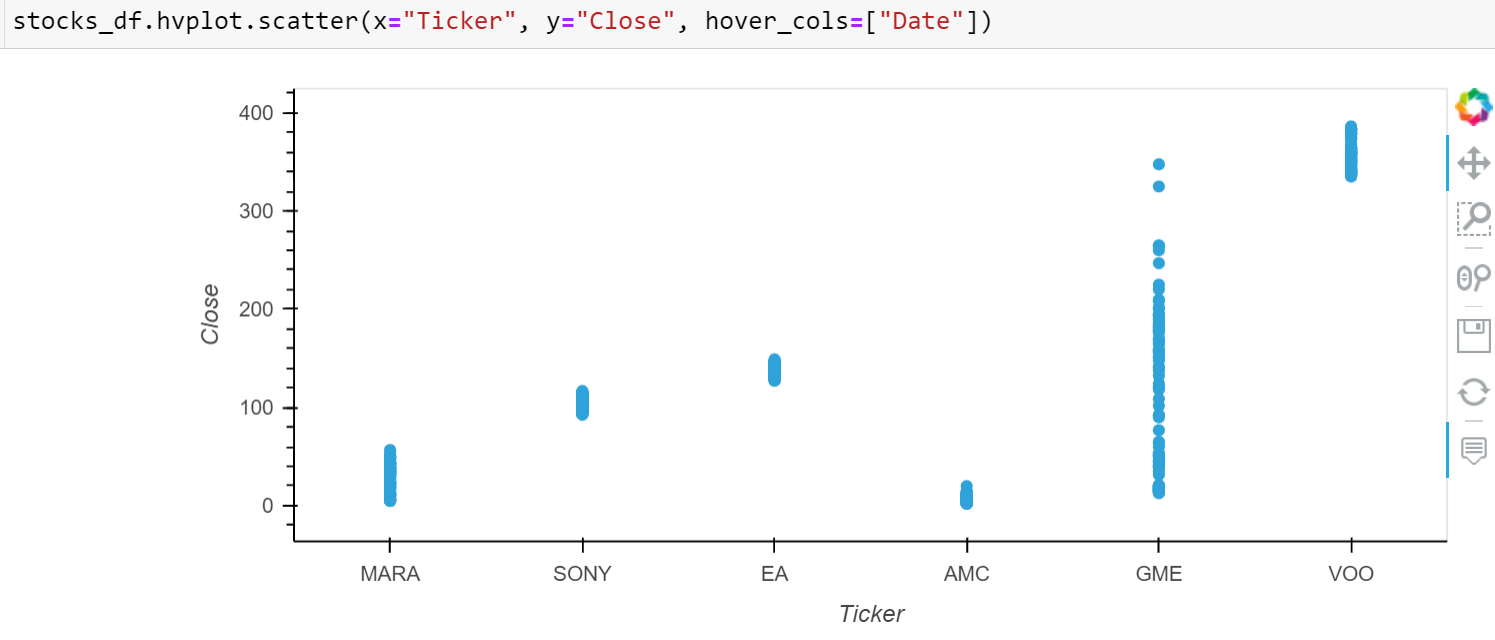 stocks_df.hvplot.scatter(x="Ticker", y="Close", hover_cols=["Date"])
400
300
200
100
0
Close
MARA SONY EA AMC GME VOO
Ticker